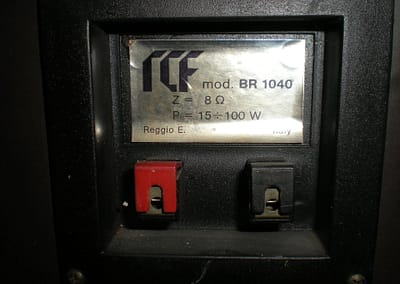 RCF mod. BR 1040
Z = 8 Ω
P = 15÷100 W
Reggio E. Italy